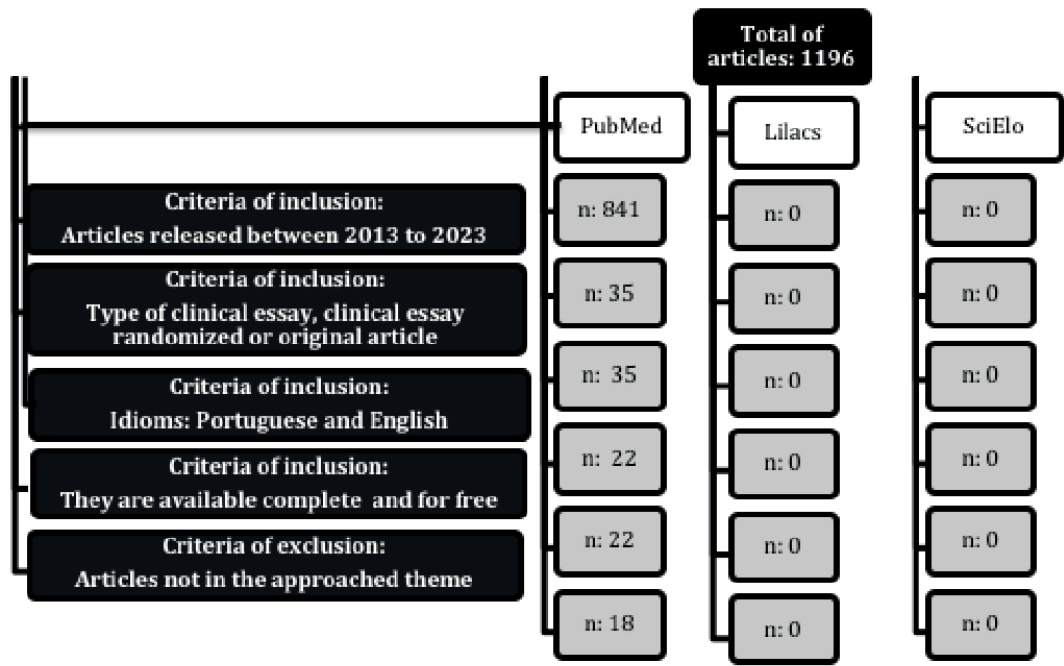 Total of
articles: 1196
PubMed
Lilacs
SciElo
Criteria of inclusion:
Articles released between 2013 to 2023
n: 841
n: 0
n: 0
Criteria of inclusion:
Type of clinical essay, clinical essay
randomized or original article
n: 35
n: 0
n: 0
Criteria of inclusion:
Idioms: Portuguese and English
n: 35
n: 0
n: 0
Criteria of inclusion:
They are available complete and for free
n: 22
n: 0
n: 0
Criteria of exclusion:
Articles not in the approached theme
n: 22
n: 0
n: 0
n: 18
n: 0
n: 0